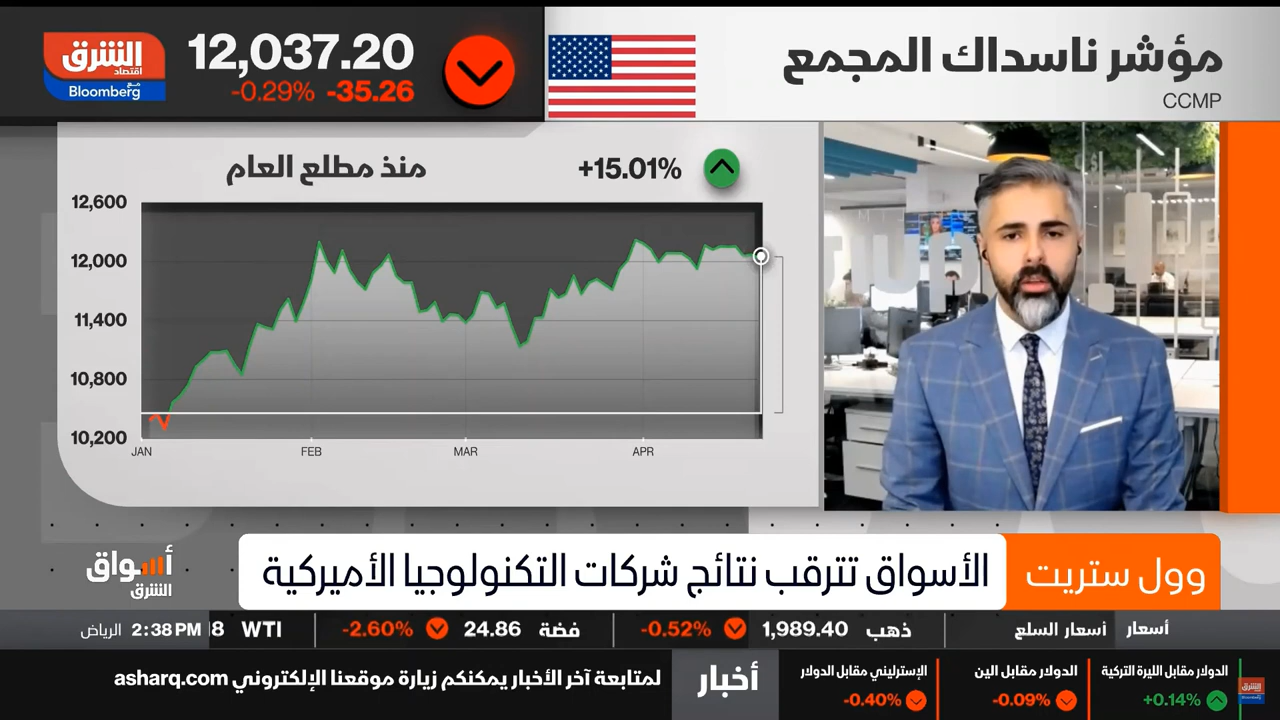 مؤشر ناسداك المجمع
CCMP
12,037.20
-0.29% -35.26
الشرق
اقتصاد
مع
Bloomberg
منذ مطلع العام
+15.01%
12,600
12,000
11,400
10,800
10,200
JAN FEB MAR APR
وول ستريت
الأسواق تترقب نتائج شركات التكنولوجيا الأميركية
أسواق
الشرق
أسعار أسعار السلع ذهب 1,989.40 -0.52% فضة 24.86 -2.60% WTI 8 2:38 PM الرياض
الدولار مقابل الليرة التركية
+0.14%
الدولار مقابل الين
-0.09%
الإسترليني مقابل الدولار
-0.40%
أخبار
لمتابعة آخر الأخبار يمكنكم زيارة موقعنا الإلكتروني asharq.com
الشرق
Bloomberg